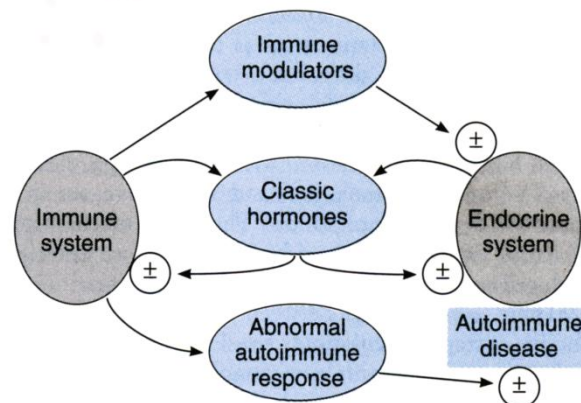 Immune
modulators
±
Immune
system
Classic
hormones
Endocrine
system
±
±
Abnormal
autoimmune
response
Autoimmune
disease
±